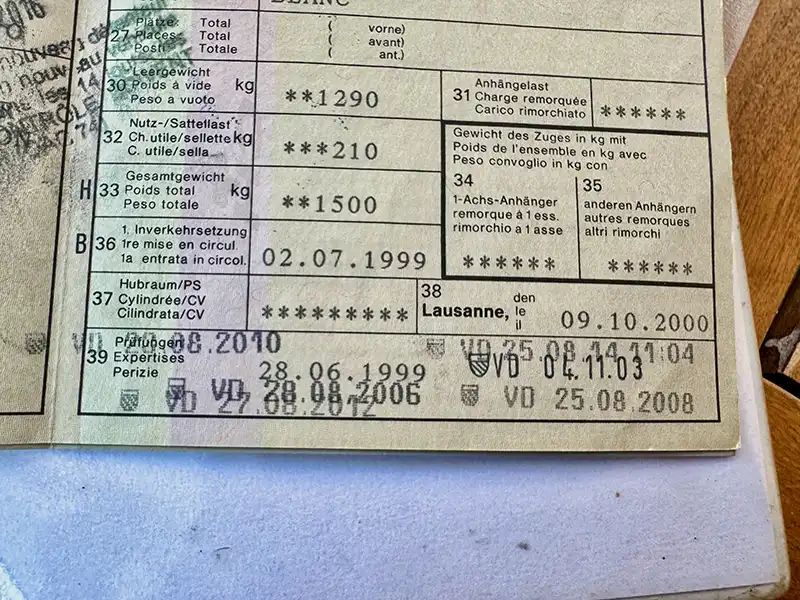 BLANC
27 Plätze: Total ( vorne)
Places: Total ( avant)
Posti: Totale ( ant.)
30 Leergewicht
Poids à vide kg
Peso a vuoto
**1290
31 Anhängelast
Charge remorquée
Carico rimorchiato
******
32 Nutz-/Sattellast
Ch. utile/sellette kg
C. utile/sella
***210
Gewicht des Zuges in kg mit
Poids de l'ensemble en kg avec
Peso convoglio in kg con
H 33 Gesamtgewicht
Poids total kg
Peso totale
**1500
34
1-Achs-Anhänger
remorque à 1 ess.
rimorchio a 1 asse
******
35
anderen Anhängern
autres remorques
altri rimorchi
******
B 36 1. Inverkehrsetzung
1re mise en circul.
1a entrata in circol.
02.07.1999
37 Hubraum/PS
Cylindrée/CV
Cilindrata/CV
*********
38
Lausanne, den
le
il
09.10.2000
39 Prüfungen
Expertises
Perizie
VD 08.2010
28.06.1999
VD 28.08.2006
VD 27.08.2012
VD 25.08.14 11:04
VD 04.11.03
VD 25.08.2008